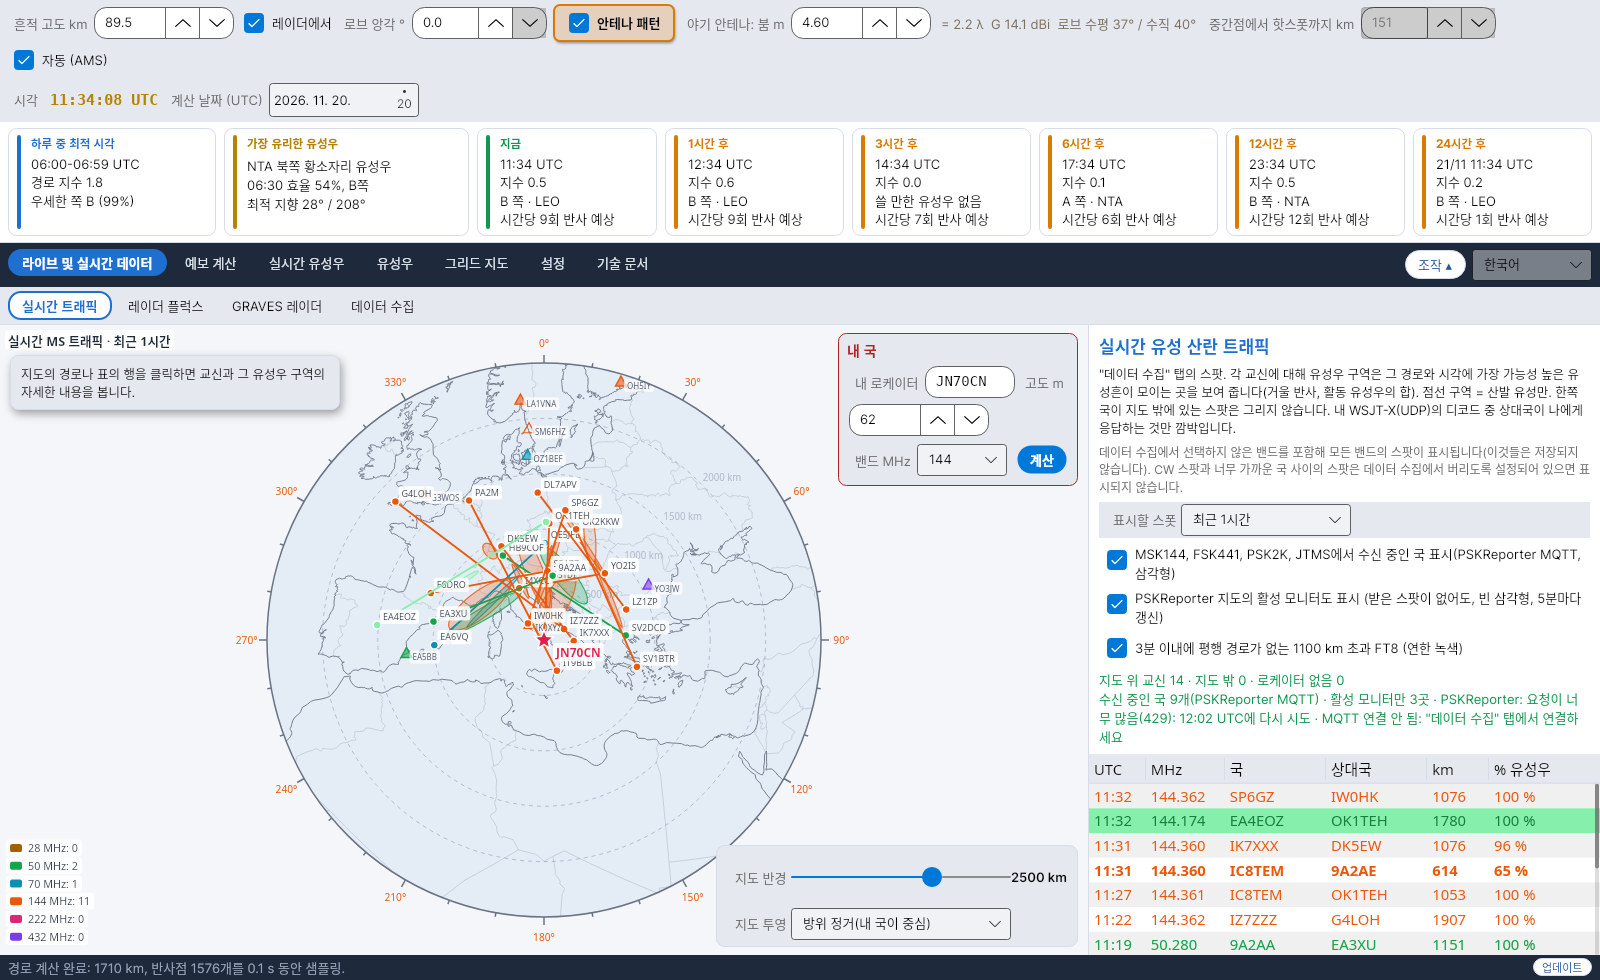 흔적 고도 km 89.5 레이더에서 로브 앙각 ° 0.0 안테나 패턴 야기 안테나: 붐 m 4.60 = 2.2 λ G 14.1 dBi 로브 수평 37° / 수직 40° 중간점에서 핫스폿까지 km 151
자동 (AMS)
시각 11:34:08 UTC 계산 날짜 (UTC) 2026. 11. 20. 20
하루 중 최적 시각
06:00-06:59 UTC
경로 지수 1.8
우세한 쪽 B (99%)
가장 유리한 유성우
NTA 북쪽 황소자리 유성우
06:30 효율 54%, B쪽
최적 지향 28° / 208°
지금
11:34 UTC
지수 0.5
B 쪽 · LEO
시간당 9회 반사 예상
1시간 후
12:34 UTC
지수 0.6
B 쪽 · LEO
시간당 9회 반사 예상
3시간 후
14:34 UTC
지수 0.0
쓸 만한 유성우 없음
시간당 7회 반사 예상
6시간 후
17:34 UTC
지수 0.1
A 쪽 · NTA
시간당 6회 반사 예상
12시간 후
23:34 UTC
지수 0.5
B 쪽 · NTA
시간당 12회 반사 예상
24시간 후
21/11 11:34 UTC
지수 0.2
B 쪽 · LEO
시간당 1회 반사 예상
라이브 및 실시간 데이터 예보 계산 실시간 유성우 유성우 그리드 지도 설정 기술 문서 조작 ▴ 한국어
실시간 트래픽 레이더 플럭스 GRAVES 레이더 데이터 수집
실시간 MS 트래픽 · 최근 1시간
지도의 경로나 표의 행을 클릭하면 교신과 그 유성우 구역의
자세한 내용을 봅니다.
0°
30°
60°
90°
120°
150°
180°
210°
240°
270°
300°
330°
2000 km
1500 km
1000 km
OH5IY
LA1VNA
SM6FHZ
OZ1BEF
DL7APV
PA2M
G4LOH
SP6GZ
OK1TEH
OK2KKW
DK5EW
HB9COF
9A2AA
YO2IS
YO3JW
F6DRO
LZ1ZP
EA4EOZ
EA3XU
IW0HK
IZ7ZZZ
IK7XXX
SV2DCD
EA6VQ
EA5BB
JN70CN
IT9BLB
SV1BTR
28 MHz: 0
50 MHz: 2
70 MHz: 1
144 MHz: 11
222 MHz: 0
432 MHz: 0
내 국
내 로케이터 JN70CN 고도 m
62
밴드 MHz 144 계산
지도 반경 2500 km
지도 투영 방위 정거(내 국이 중심)
실시간 유성 산란 트래픽
"데이터 수집" 탭의 스팟. 각 교신에 대해 유성우 구역은 그 경로와 시각에 가장 가능성 높은 유
성흔이 모이는 곳을 보여 줍니다(거울 반사, 활동 유성우의 합). 점선 구역 = 산발 유성만. 한쪽
국이 지도 밖에 있는 스팟은 그리지 않습니다. 내 WSJT-X(UDP)의 디코드 중 상대국이 나에게
응답하는 것만 깜박입니다.
데이터 수집에서 선택하지 않은 밴드를 포함해 모든 밴드의 스팟이 표시됩니다(이것들은 저장되지
않습니다). CW 스팟과 너무 가까운 국 사이의 스팟은 데이터 수집에서 버리도록 설정되어 있으면 표
시되지 않습니다.
표시할 스폿 최근 1시간
MSK144, FSK441, PSK2K, JTMS에서 수신 중인 국 표시(PSKReporter MQTT,
삼각형)
PSKReporter 지도의 활성 모니터도 표시 (받은 스팟이 없어도, 빈 삼각형, 5분마다
갱신)
3분 이내에 평행 경로가 없는 1100 km 초과 FT8 (연한 녹색)
지도 위 교신 14 · 지도 밖 0 · 로케이터 없음 0
수신 중인 국 9개(PSKReporter MQTT) · 활성 모니터만 3곳 · PSKReporter: 요청이 너
무 많음(429): 12:02 UTC에 다시 시도 · MQTT 연결 안 됨: "데이터 수집" 탭에서 연결하
세요
UTC MHz 국 상대국 km % 유성우
11:32 144.362 SP6GZ IW0HK 1076 100 %
11:32 144.174 EA4EOZ OK1TEH 1780 100 %
11:31 144.360 IK7XXX DK5EW 1076 96 %
11:31 144.360 IC8TEM 9A2AE 614 65 %
11:27 144.361 IC8TEM OK1TEH 1053 100 %
11:22 144.362 IZ7ZZZ G4LOH 1907 100 %
11:19 50.280 9A2AA EA3XU 1151 100 %
경로 계산 완료: 1710 km, 반사점 1576개를 0.1 s 동안 샘플링.
업데이트